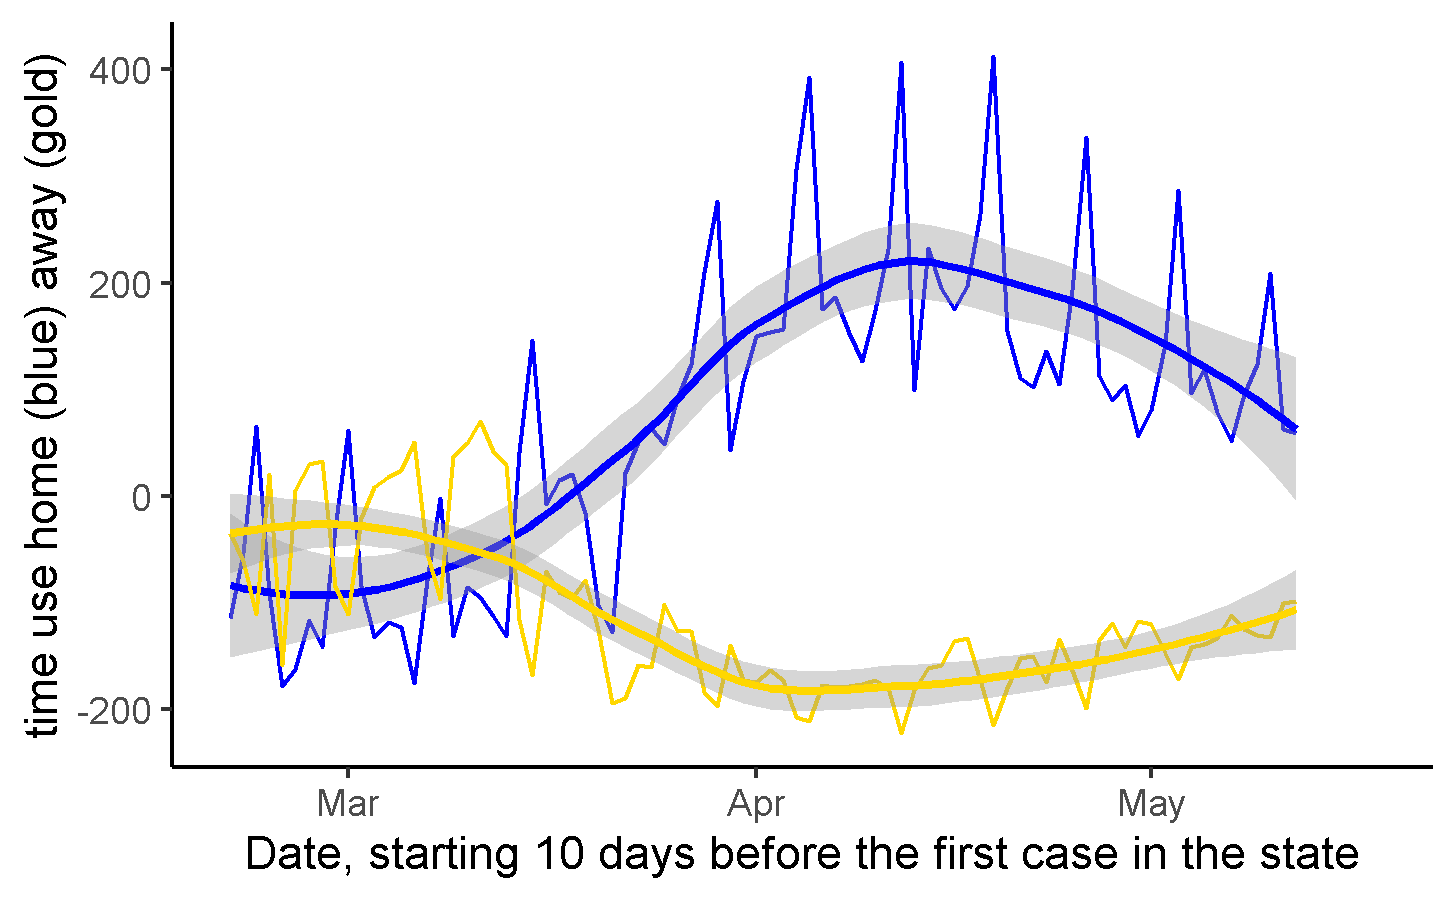 time use home (blue) away (gold)
400
200
0
-200
Mar
Apr
May
Date, starting 10 days before the first case in the state